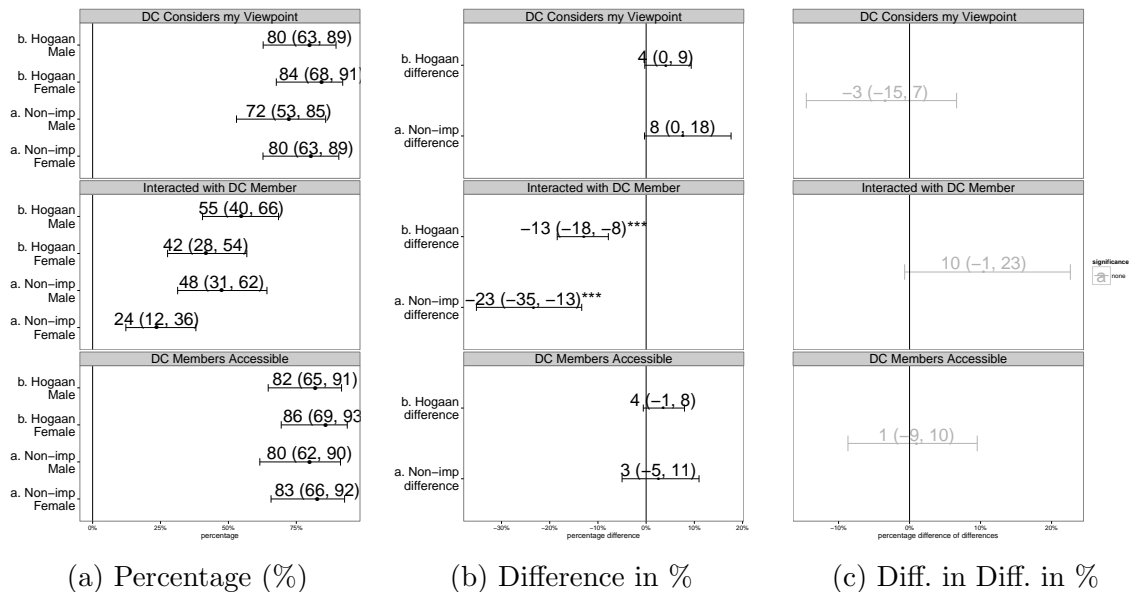 DC Considers my Viewpoint
b. Hogaan
Male
80 (63, 89)
b. Hogaan
Female
84 (68, 91)
a. Non−imp
Male
72 (53, 85)
a. Non−imp
Female
80 (63, 89)
Interacted with DC Member
b. Hogaan
Male
55 (40, 66)
b. Hogaan
Female
42 (28, 54)
a. Non−imp
Male
48 (31, 62)
a. Non−imp
Female
24 (12, 36)
DC Members Accessible
b. Hogaan
Male
82 (65, 91)
b. Hogaan
Female
86 (69, 93
a. Non−imp
Male
80 (62, 90)
a. Non−imp
Female
83 (66, 92)
0% 25% 50% 75%
percentage
(a) Percentage (%)
DC Considers my Viewpoint
b. Hogaan
difference
4 (0, 9)
a. Non−imp
difference
8 (0, 18)
Interacted with DC Member
b. Hogaan
difference
−13 (−18, −8)***
a. Non−imp
difference
−23 (−35, −13)***
DC Members Accessible
b. Hogaan
difference
4 (−1, 8)
a. Non−imp
difference
3 (−5, 11)
−30% −20% −10% 0% 10% 20%
percentage difference
(b) Difference in %
DC Considers my Viewpoint
−3 (−15, 7)
Interacted with DC Member
10 (−1, 23)
DC Members Accessible
1 (−9, 10)
−10% 0% 10% 20%
percentage difference of differences
significance
a none
(c) Diff. in Diff. in %